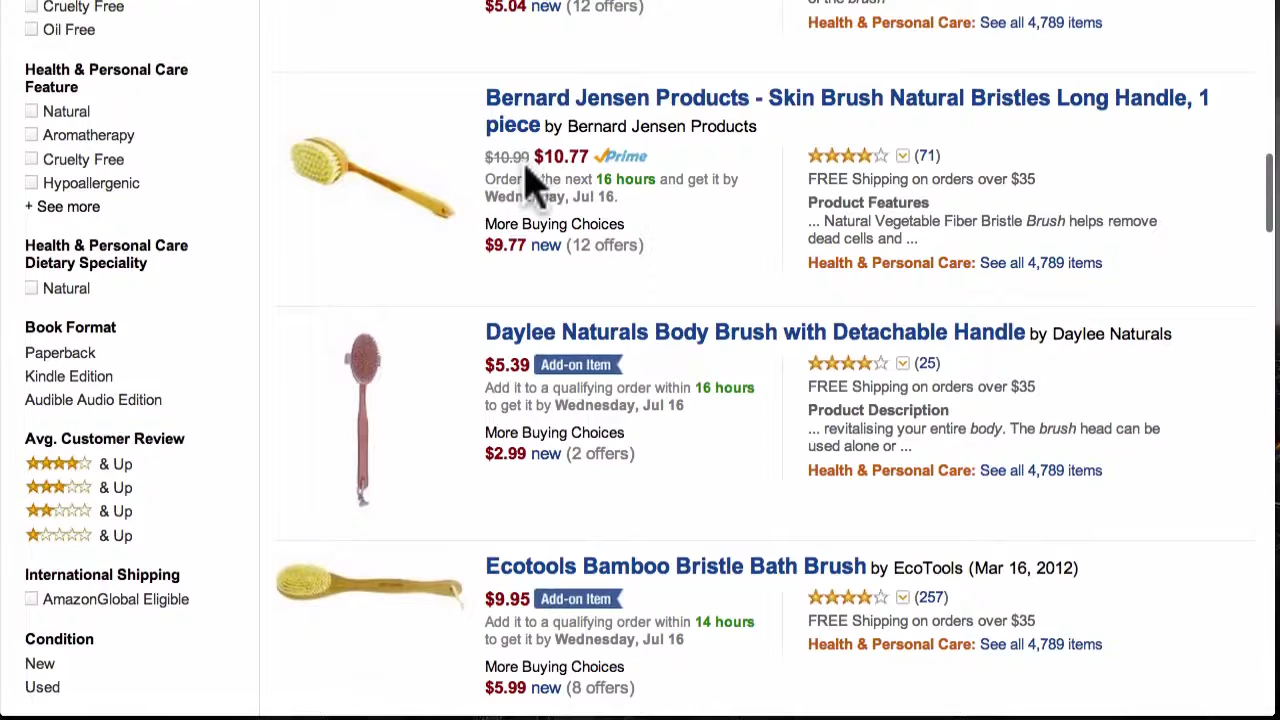 Cruelty Free
Oil Free
Health & Personal Care
Feature
Natural
Aromatherapy
Cruelty Free
Hypoallergenic
+ See more
Health & Personal Care
Dietary Speciality
Natural
Book Format
Paperback
Kindle Edition
Audible Audio Edition
Avg. Customer Review
& Up
& Up
& Up
& Up
International Shipping
AmazonGlobal Eligible
Condition
New
Used
$5.04 new (12 offers)
of the brush
Health & Personal Care: See all 4,789 items
Bernard Jensen Products - Skin Brush Natural Bristles Long Handle, 1
piece by Bernard Jensen Products
$10.99 $10.77 Prime
Order the next 16 hours and get it by
Wednesday, Jul 16.
More Buying Choices
$9.77 new (12 offers)
(71)
FREE Shipping on orders over $35
Product Features
... Natural Vegetable Fiber Bristle Brush helps remove
dead cells and ...
Health & Personal Care: See all 4,789 items
Daylee Naturals Body Brush with Detachable Handle by Daylee Naturals
$5.39 Add-on Item
Add it to a qualifying order within 16 hours
to get it by Wednesday, Jul 16
More Buying Choices
$2.99 new (2 offers)
(25)
FREE Shipping on orders over $35
Product Description
... revitalising your entire body. The brush head can be
used alone or ...
Health & Personal Care: See all 4,789 items
Ecotools Bamboo Bristle Bath Brush by EcoTools (Mar 16, 2012)
$9.95 Add-on Item
Add it to a qualifying order within 14 hours
to get it by Wednesday, Jul 16
More Buying Choices
$5.99 new (8 offers)
(257)
FREE Shipping on orders over $35
Health & Personal Care: See all 4,789 items